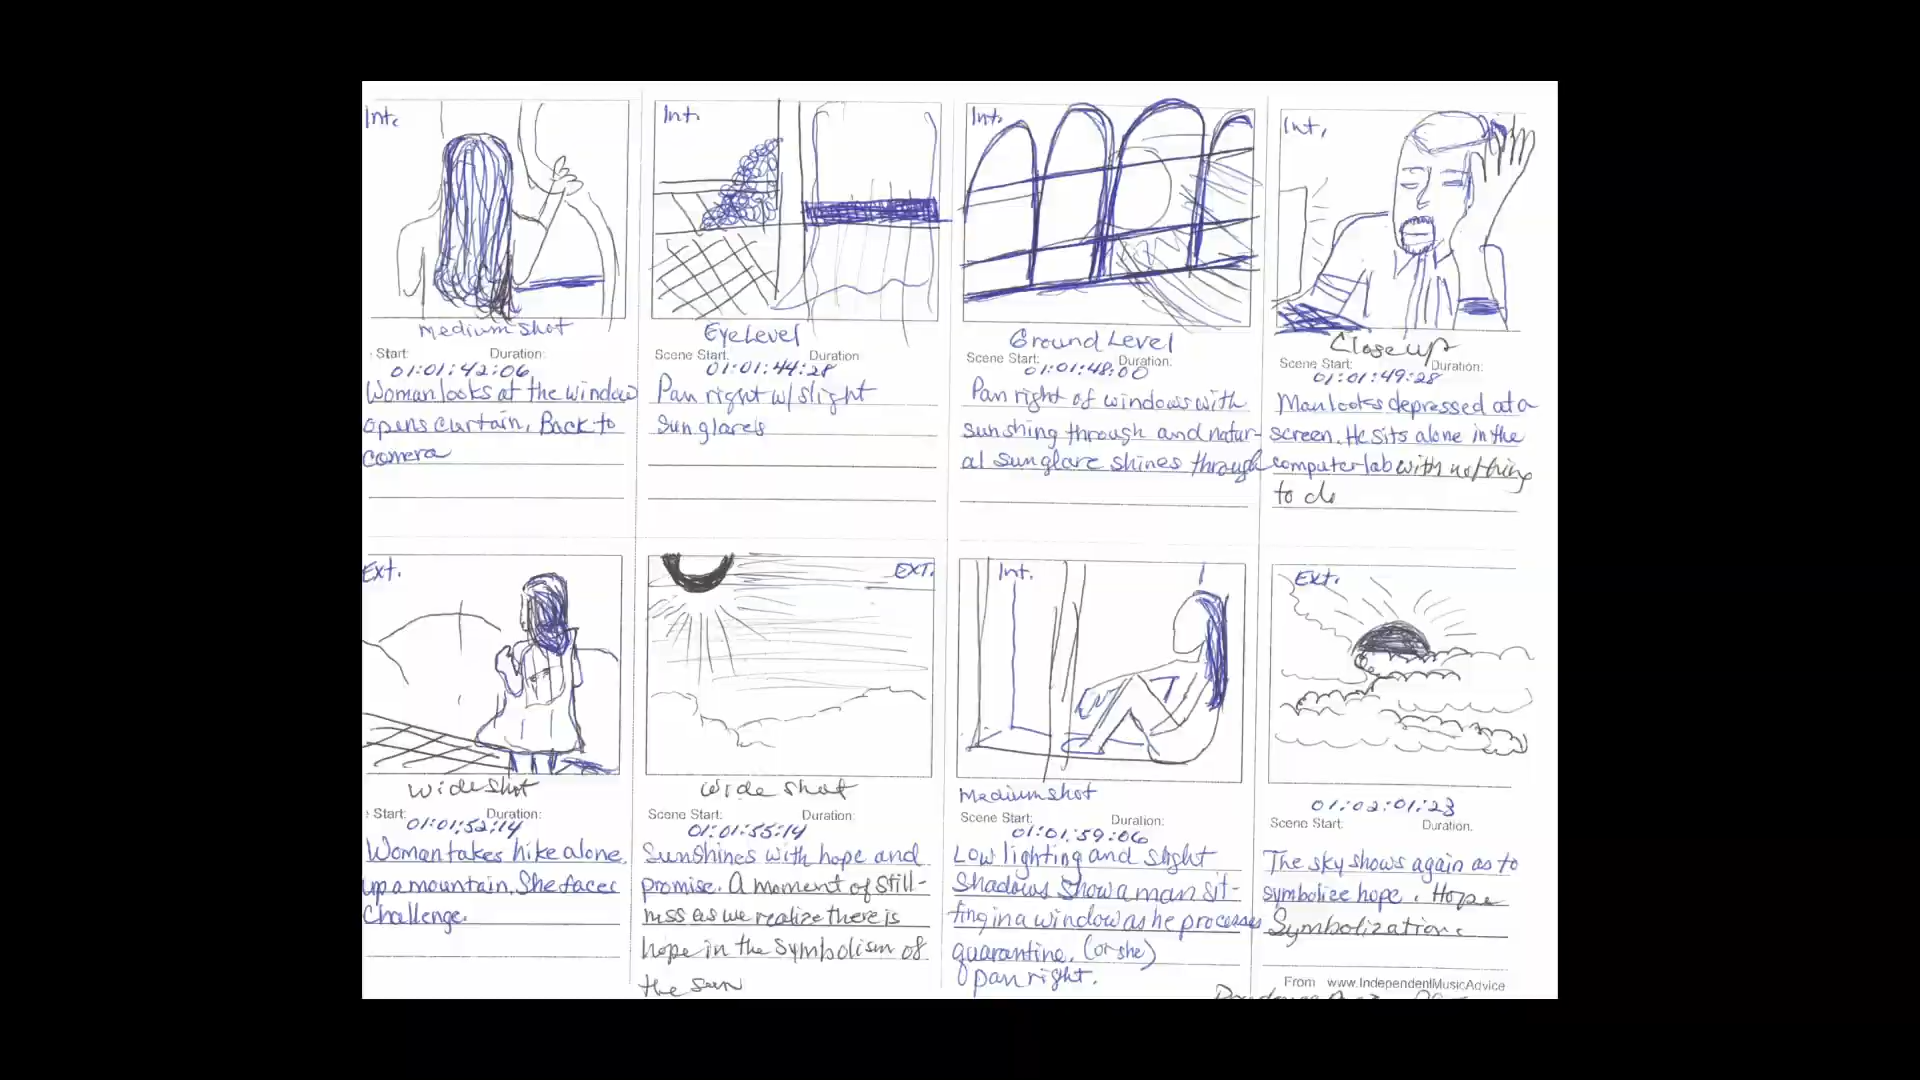 Int.
Medium Shot
Start: Duration:
01:01:42:06
Woman looks at the window
opens curtain. Back to
camera
Int.
Eye Level
Scene Start: Duration
01:01:44:28
Pan right w/ slight
sunglares
Int.
Ground Level
Scene Start: Duration:
01:01:48:00
Pan right of windows with
sunshing through and natur-
al sunglare shines through
Int,
Closeup
Scene Start: Duration:
01:01:49:28
Man looks depressed at a
screen. He sits alone in the
computer lab with nothing
to do
Ext.
Wide Shot
Start: Duration:
01:01:52:14
Woman takes hike alone
up a mountain. She faces
Challenge.
EXT.
Wide shot
Scene Start: Duration:
01:01:55:14
Sunshines with hope and
promise. A moment of still-
nss as we realize there is
hope in the Symbolism of
the sun
Int.
Medium shot
Scene Start: Duration:
01:01:59:06
Low lighting and slight
Shadows show a man sit-
ting in a window as he processes
quarantine. (or she)
pan right.
Ext.
01:02:01:23
Scene Start: Duration.
The sky shows again as to
symbolize hope. Hope
Symbolization.
From www.IndependentMusicAdvice